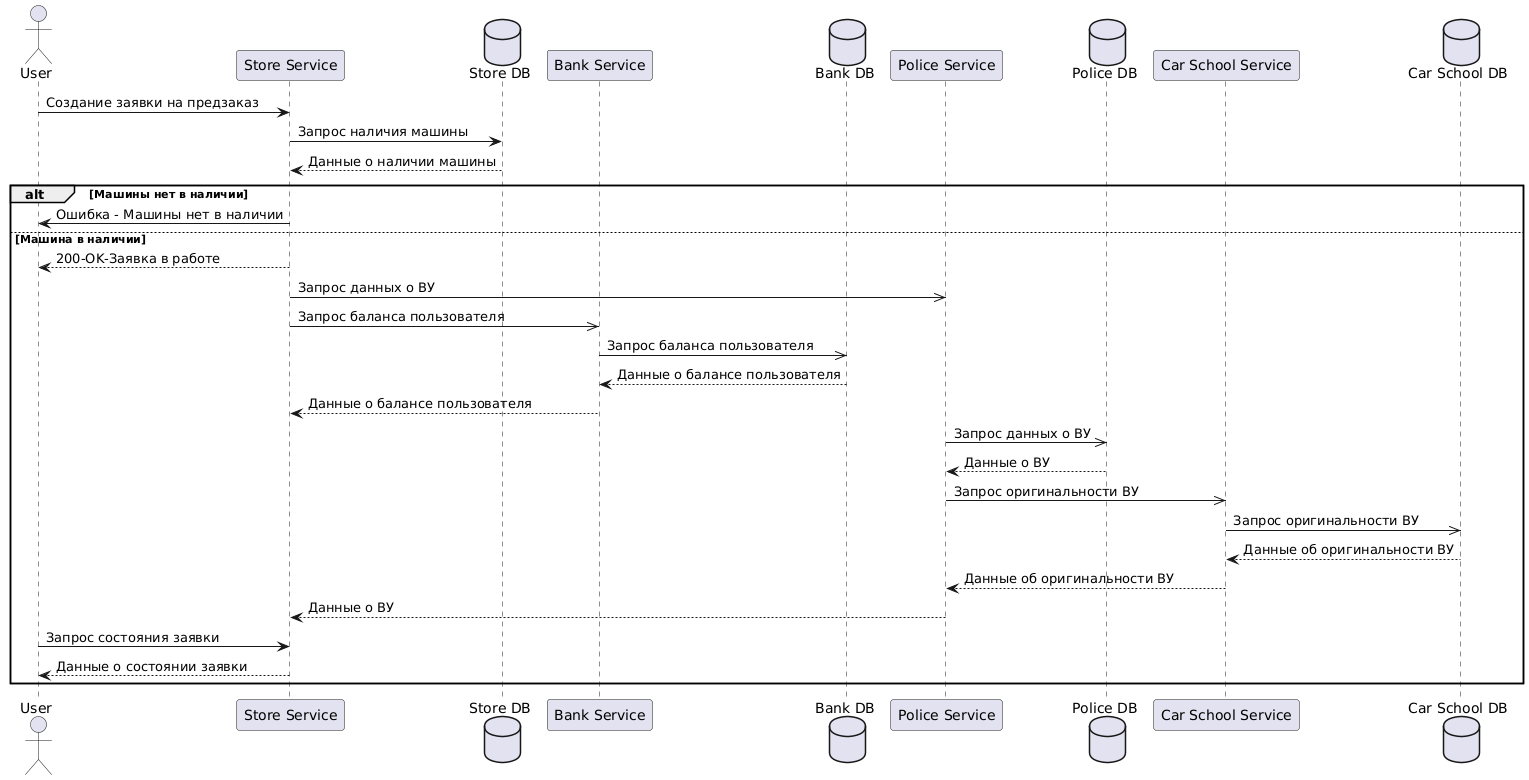 User
Store Service
Store DB
Bank Service
Bank DB
Police Service
Police DB
Car School Service
Car School DB
Создание заявки на предзаказ
Запрос наличия машины
Данные о наличии машины
alt [Машины нет в наличии]
Ошибка - Машины нет в наличии
[Машина в наличии]
200-OK-Заявка в работе
Запрос данных о ВУ
Запрос баланса пользователя
Запрос баланса пользователя
Данные о балансе пользователя
Данные о балансе пользователя
Запрос данных о ВУ
Данные о ВУ
Запрос оригинальности ВУ
Запрос оригинальности ВУ
Данные об оригинальности ВУ
Данные об оригинальности ВУ
Данные о ВУ
Запрос состояния заявки
Данные о состоянии заявки
User
Store Service
Store DB
Bank Service
Bank DB
Police Service
Police DB
Car School Service
Car School DB